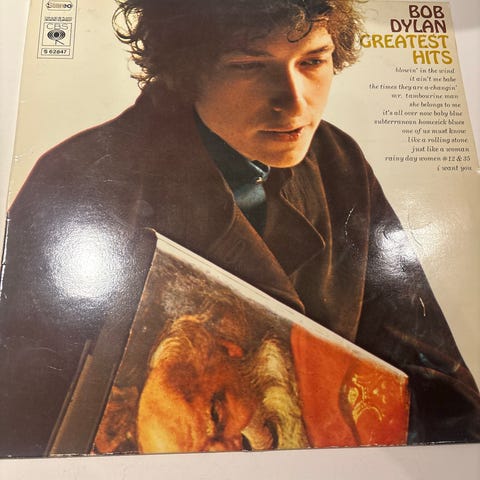 Stereo
CBS
S 62847
BOB
DYLAN
GREATEST
HITS
blowin' in the wind
it ain't me babe
the times they are a-changin'
mr. tambourine man
she belongs to me
it's all over now baby blue
subterranean homesick blues
one of us must know
like a rolling stone
just like a woman
rainy day women #12 & 35
i want you